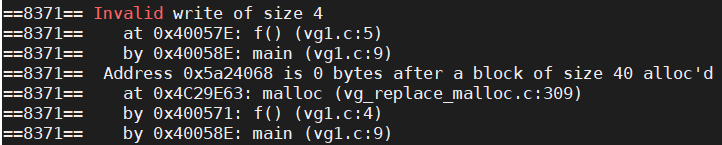 ==8371== Invalid write of size 4
==8371==    at 0x40057E: f() (vg1.c:5)
==8371==    by 0x40058E: main (vg1.c:9)
==8371==  Address 0x5a24068 is 0 bytes after a block of size 40 alloc'd
==8371==    at 0x4C29E63: malloc (vg_replace_malloc.c:309)
==8371==    by 0x400571: f() (vg1.c:4)
==8371==    by 0x40058E: main (vg1.c:9)